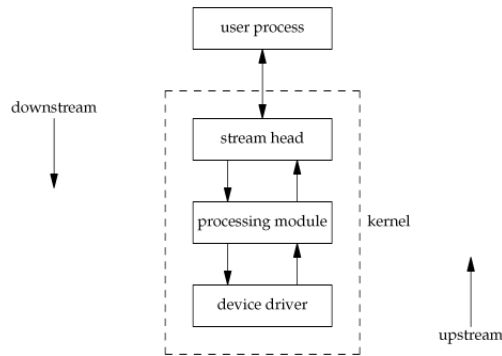 user process
downstream
stream head
processing module
kernel
device driver
upstream